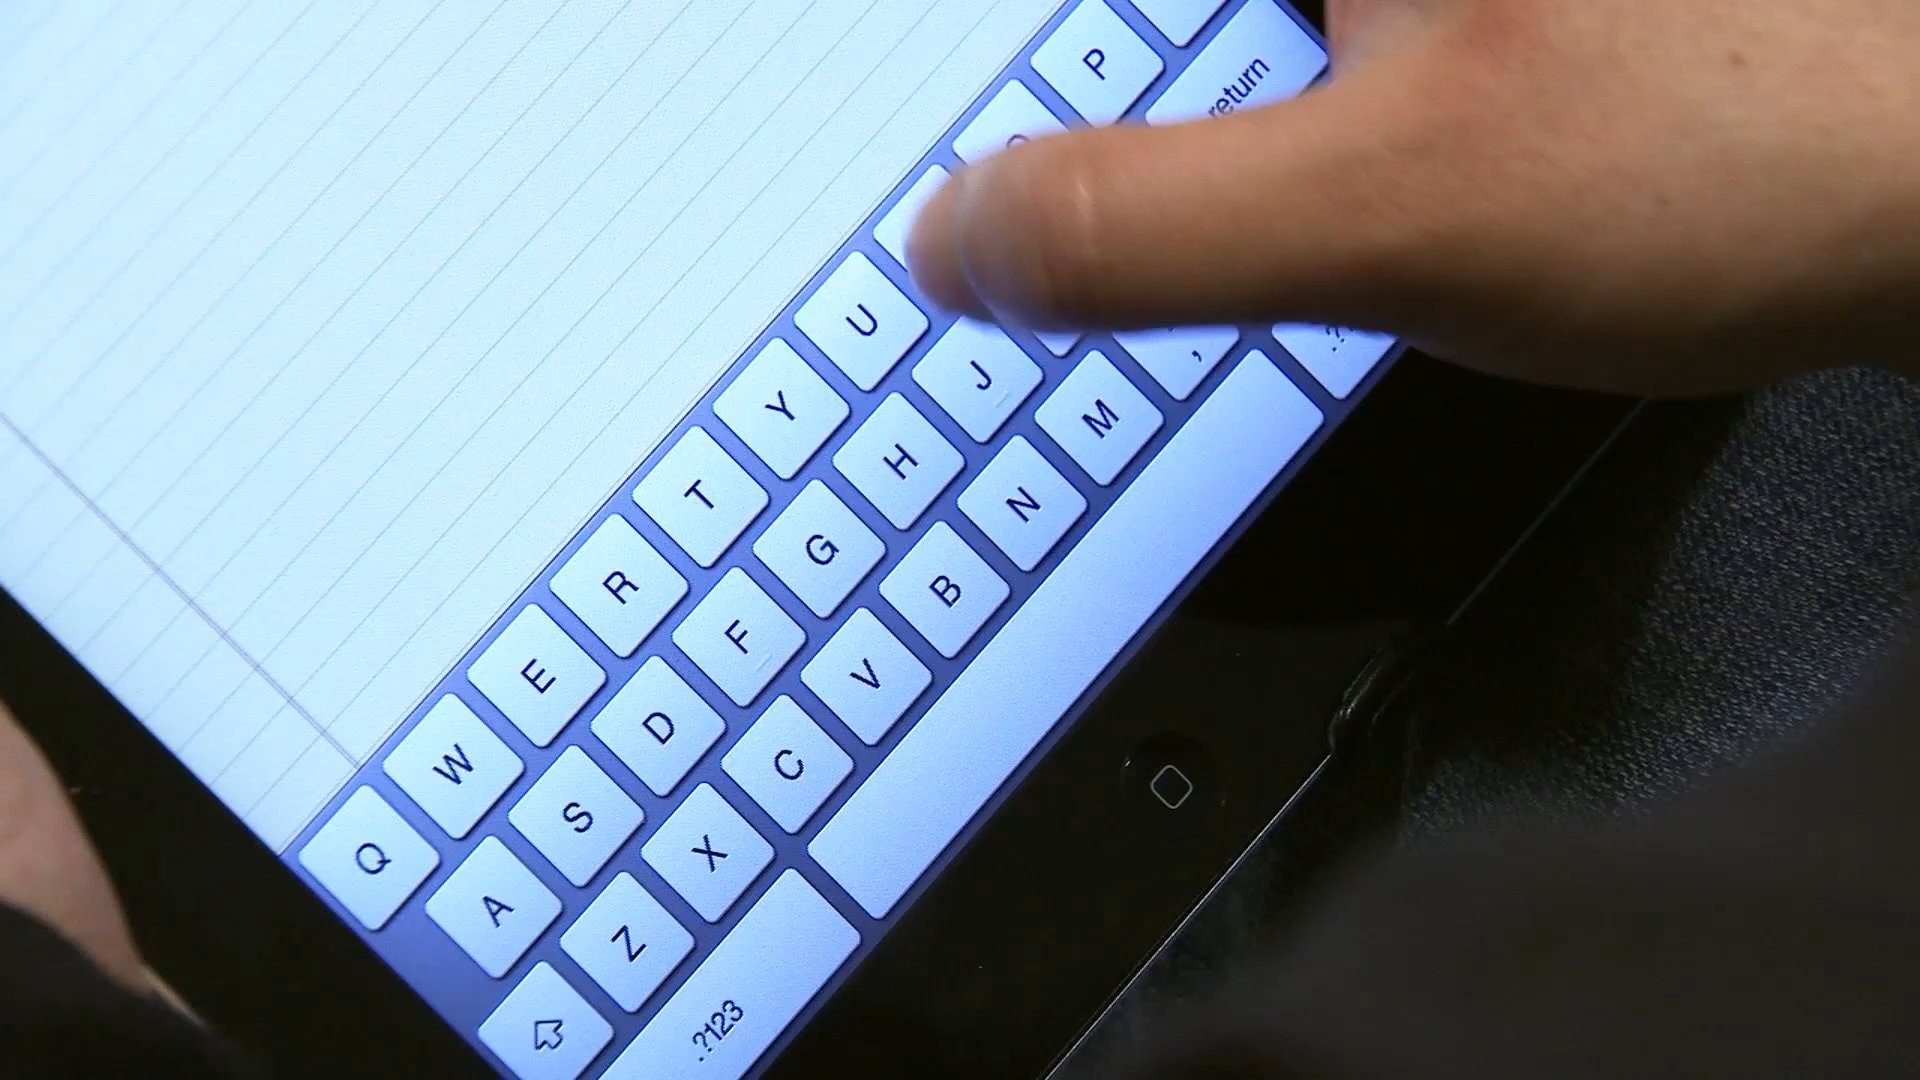 Q W E R T Y U P
A S D F G H J return
Z X C V B N M ,
.?123 .?